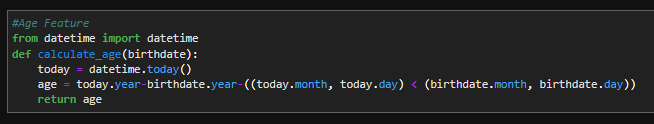 #Age Feature
from datetime import datetime
def calculate_age(birthdate):
    today = datetime.today()
    age = today.year-birthdate.year-((today.month, today.day) < (birthdate.month, birthdate.day))
    return age